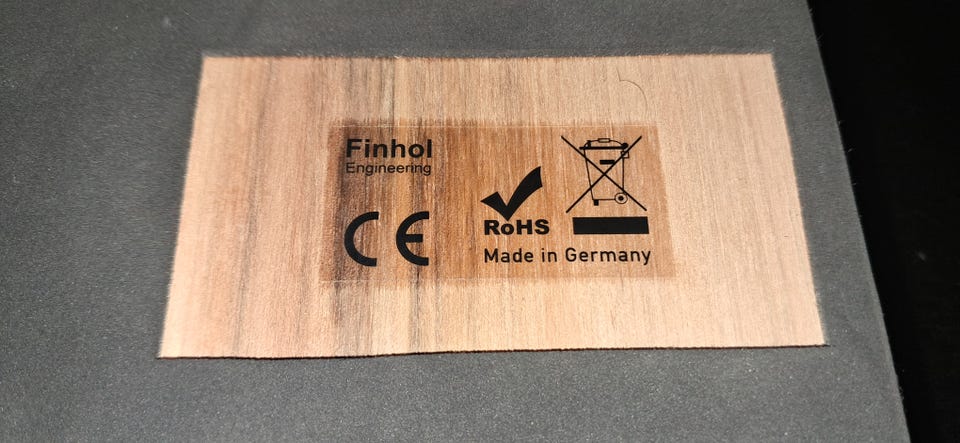 Finhol
Engineering
CE
RoHS
Made in Germany